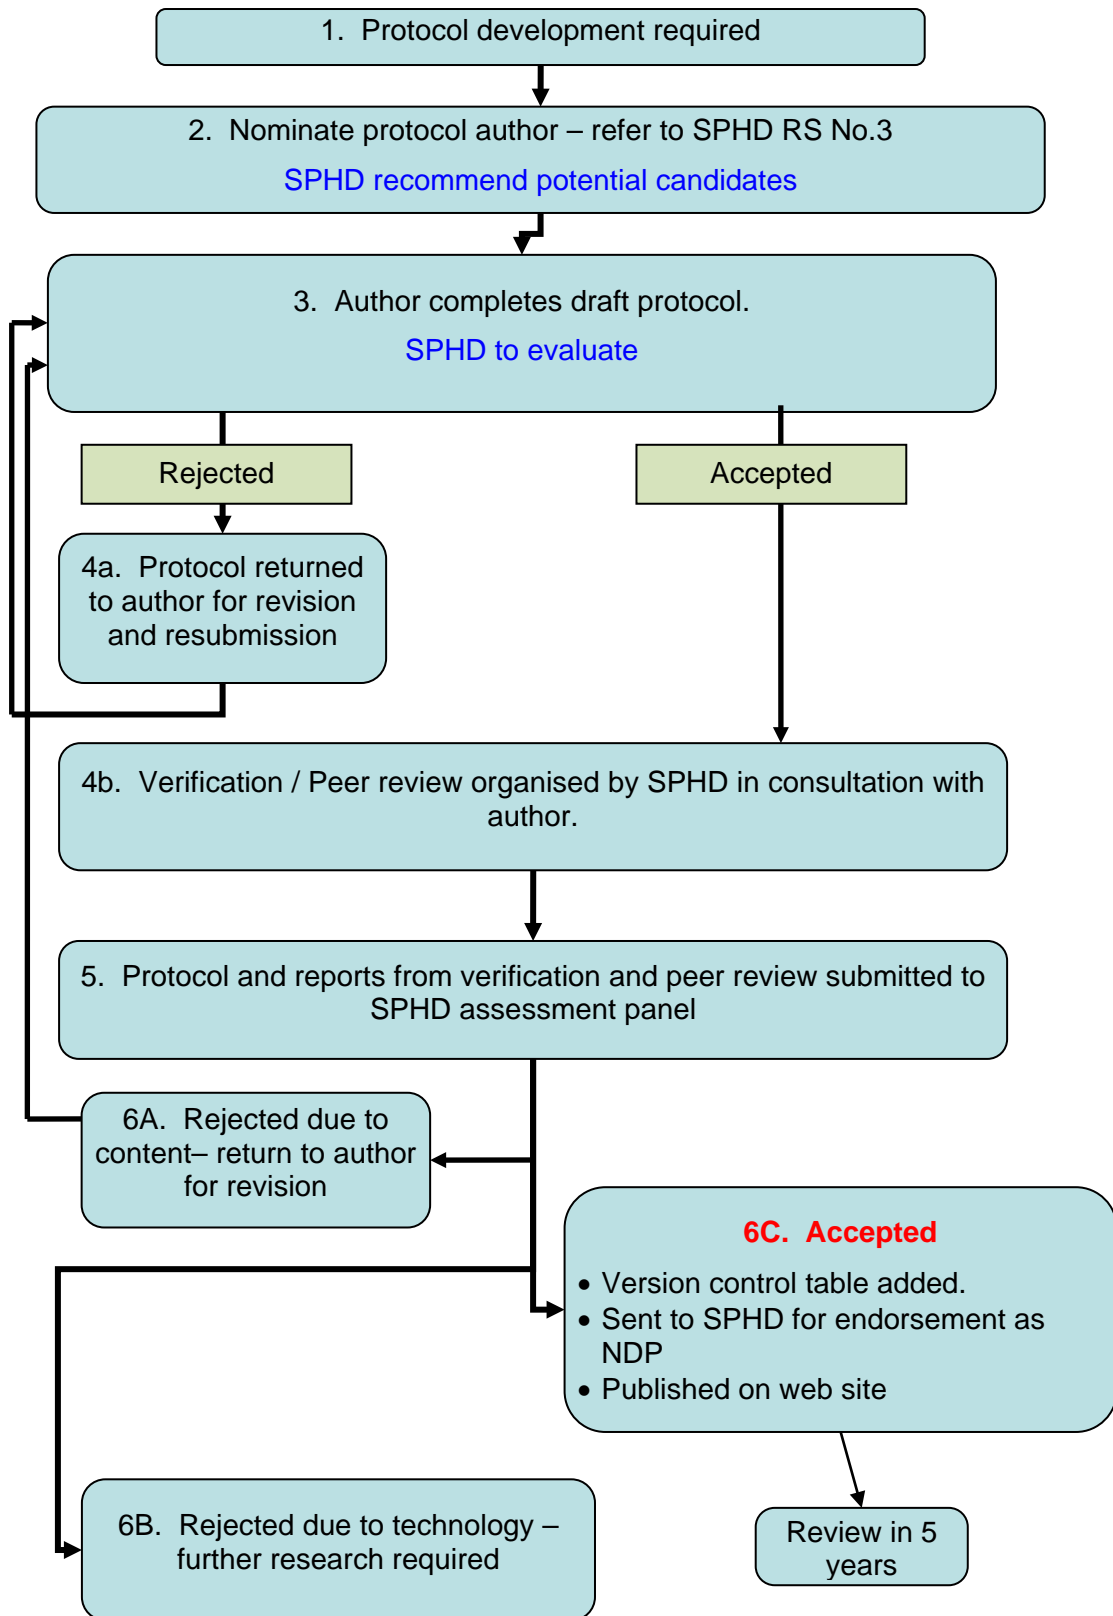 1. Protocol development required
2. Nominate protocol author – refer to SPHD RS No.3
SPHD recommend potential candidates
3. Author completes draft protocol.
SPHD to evaluate
Rejected
Accepted
4a. Protocol returned
to author for revision
and resubmission
4b. Verification / Peer review organised by SPHD in consultation with
author.
5. Protocol and reports from verification and peer review submitted to
SPHD assessment panel
6A. Rejected due to
content– return to author
for revision
6C. Accepted
• Version control table added.
• Sent to SPHD for endorsement as
NDP
• Published on web site
6B. Rejected due to technology –
further research required
Review in 5
years